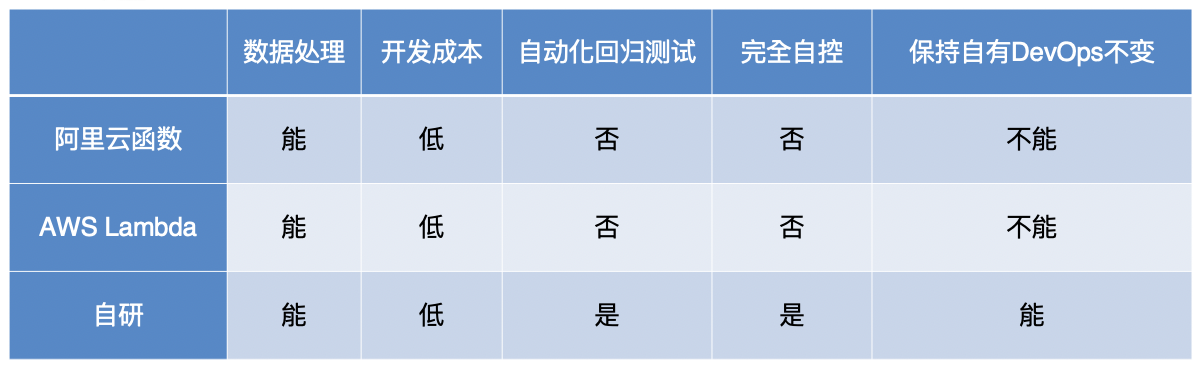 数据处理 开发成本 自动化回归测试 完全自控 保持自有DevOps不变
阿里云函数 能 低 否 否 不能
AWS Lambda 能 低 否 否 不能
自研 能 低 是 是 能